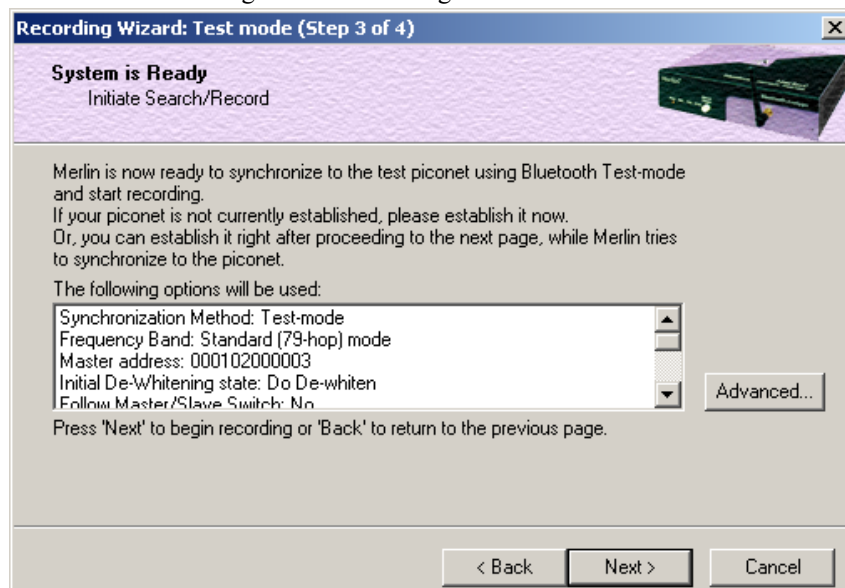 Recording Wizard: Test mode (Step 3 of 4)
System is Ready
Initiate Search/Record
Merlin is now ready to synchronize to the test piconet using Bluetooth Test-mode
and start recording.
If your piconet is not currently established, please establish it now.
Or, you can establish it right after proceeding to the next page, while Merlin tries
to synchronize to the piconet.
The following options will be used:
Synchronization Method: Test-mode
Frequency Band: Standard (79-hop) mode
Master address: 000102000003
Initial De-Whitening state: Do De-whiten
Follow Master/Slave Switch: No
Advanced...
Press 'Next' to begin recording or 'Back' to return to the previous page.
< Back Next > Cancel